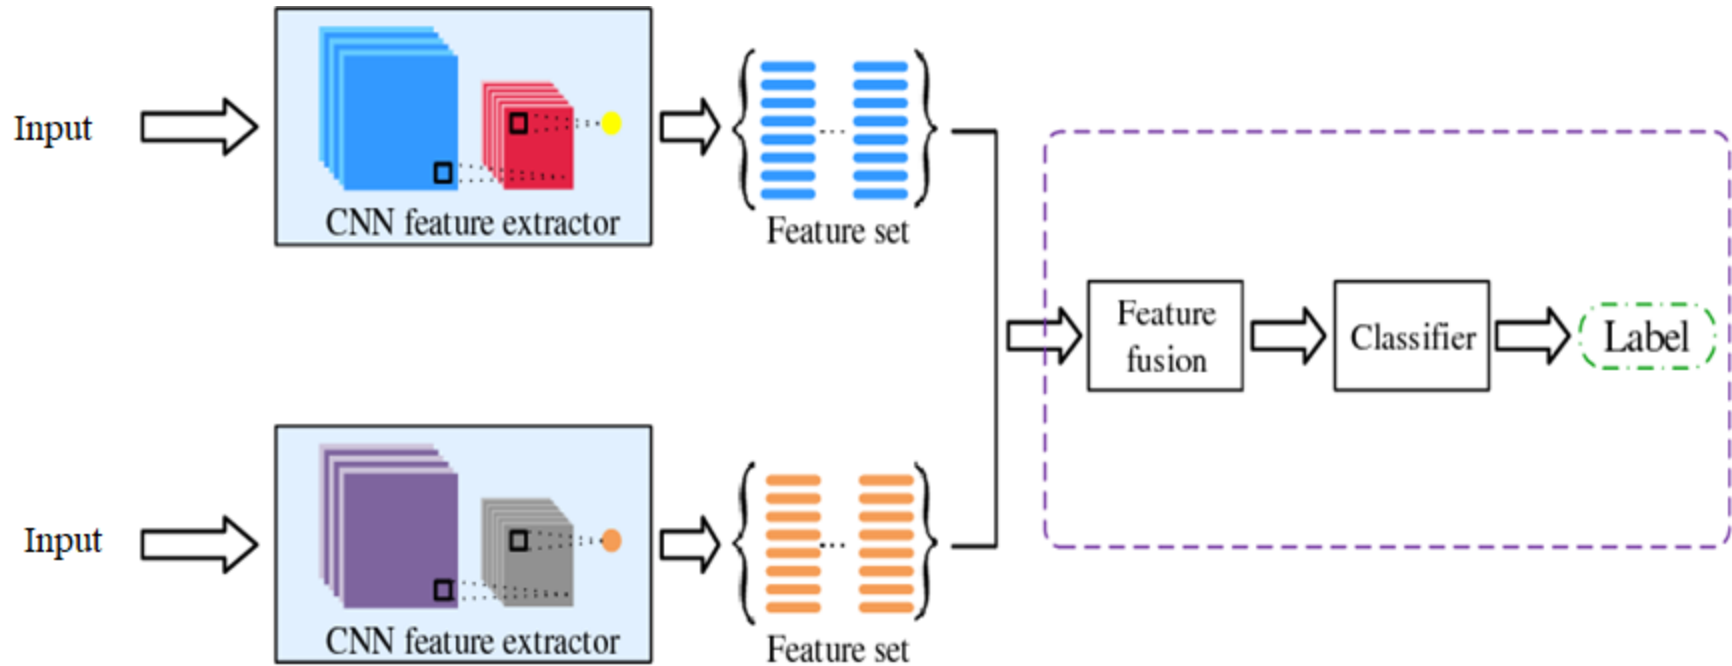 Input
CNN feature extractor
Feature set
Feature
fusion
Classifier
Label
Input
CNN feature extractor
Feature set